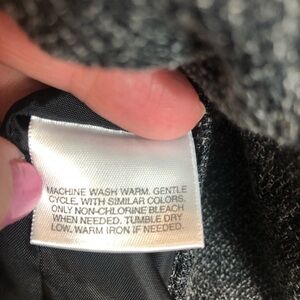 MACHINE WASH WARM. GENTLE
CYCLE, WITH SIMILAR COLORS.
ONLY NON-CHLORINE BLEACH
WHEN NEEDED. TUMBLE DRY
LOW. WARM IRON IF NEEDED.